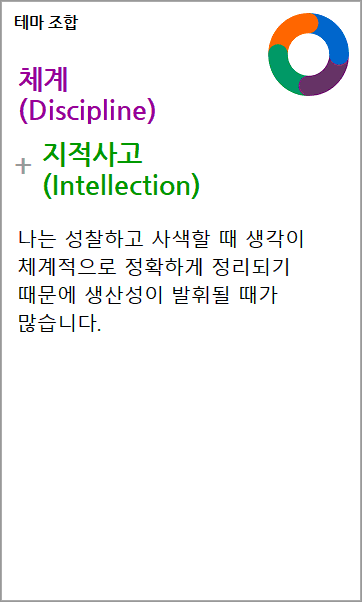 테마 조합
체계
(Discipline)
+ 지적사고
(Intellection)
나는 성찰하고 사색할 때 생각이
체계적으로 정확하게 정리되기
때문에 생산성이 발휘될 때가
많습니다.